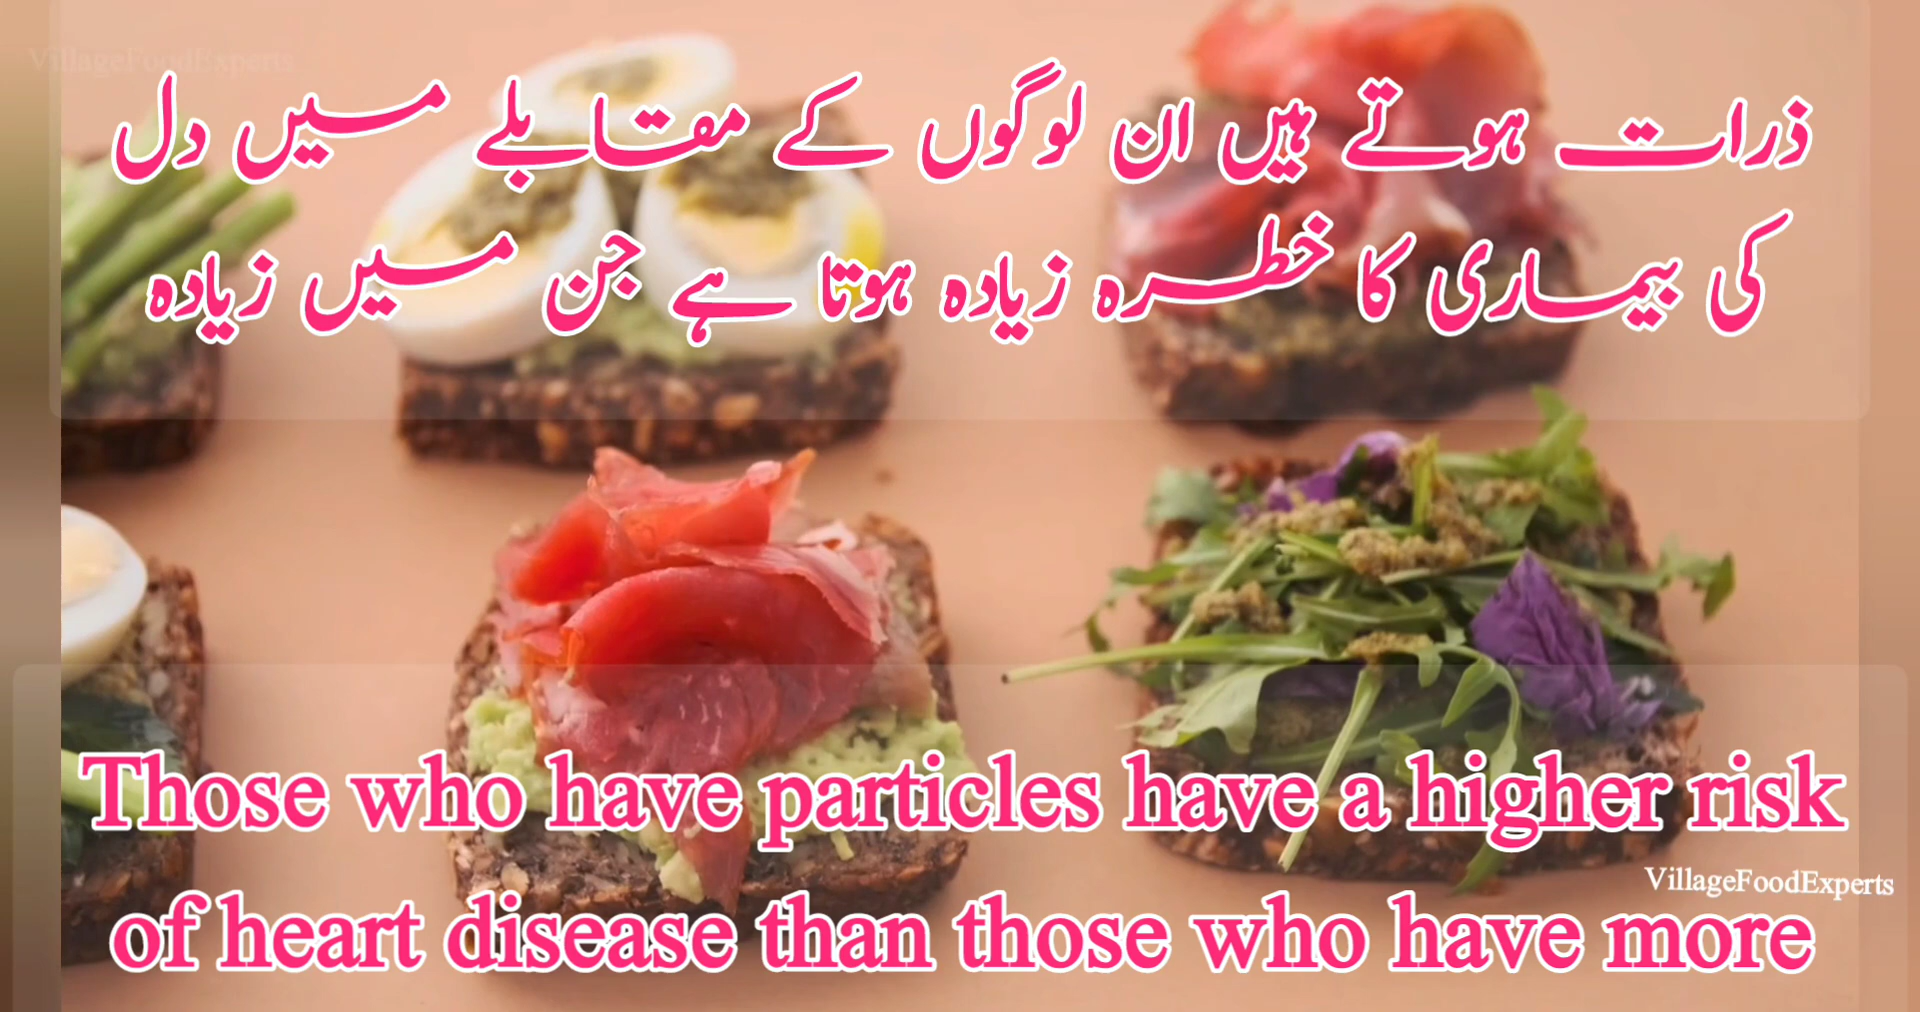 VillageFoodExperts
ذرات ہوتے ہیں ان لوگوں کے مقابلے میں دل
کی بیماری کا خطرہ زیادہ ہوتا ہے جن میں زیادہ
Those who have particles have a higher risk
VillageFoodExperts
of heart disease than those who have more